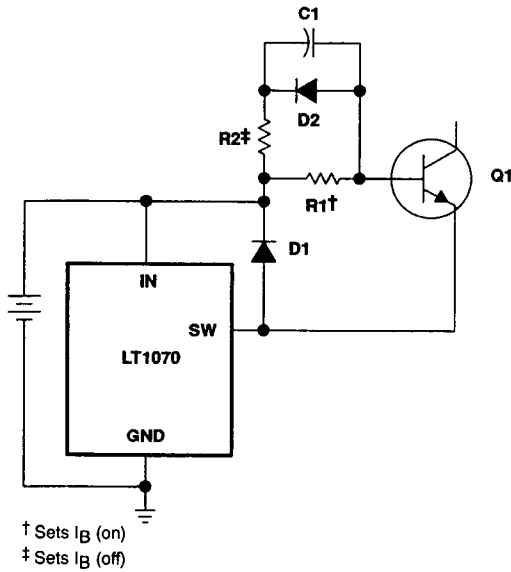 C1
D2
R2‡
R1†
Q1
D1
IN
SW
LT1070
GND
† Sets IB (on)
‡ Sets IB (off)